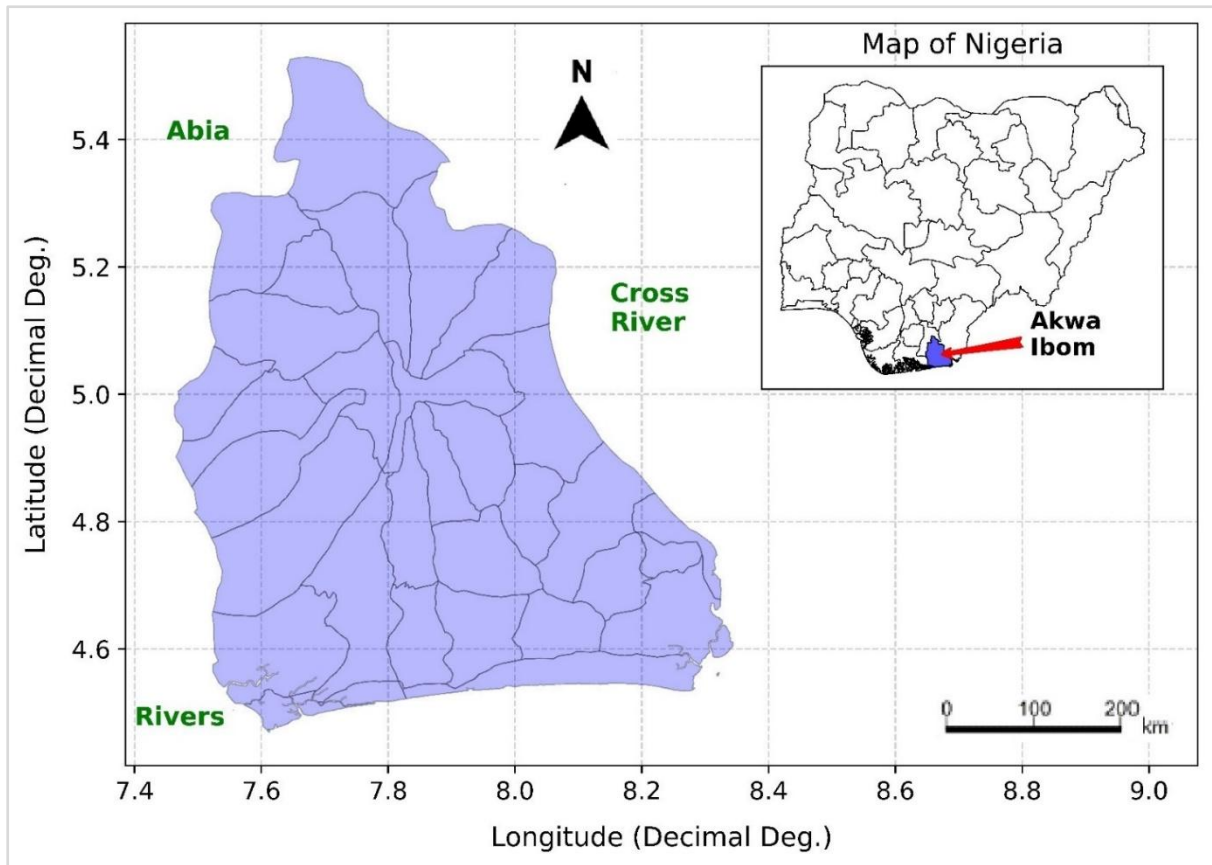 Map of Nigeria
N
Abia
Cross
River
Akwa
Ibom
Rivers
5.4
5.2
5.0
4.8
4.6
Latitude (Decimal Deg.)
0 100 200
km
7.4 7.6 7.8 8.0 8.2 8.4 8.6 8.8 9.0
Longitude (Decimal Deg.)